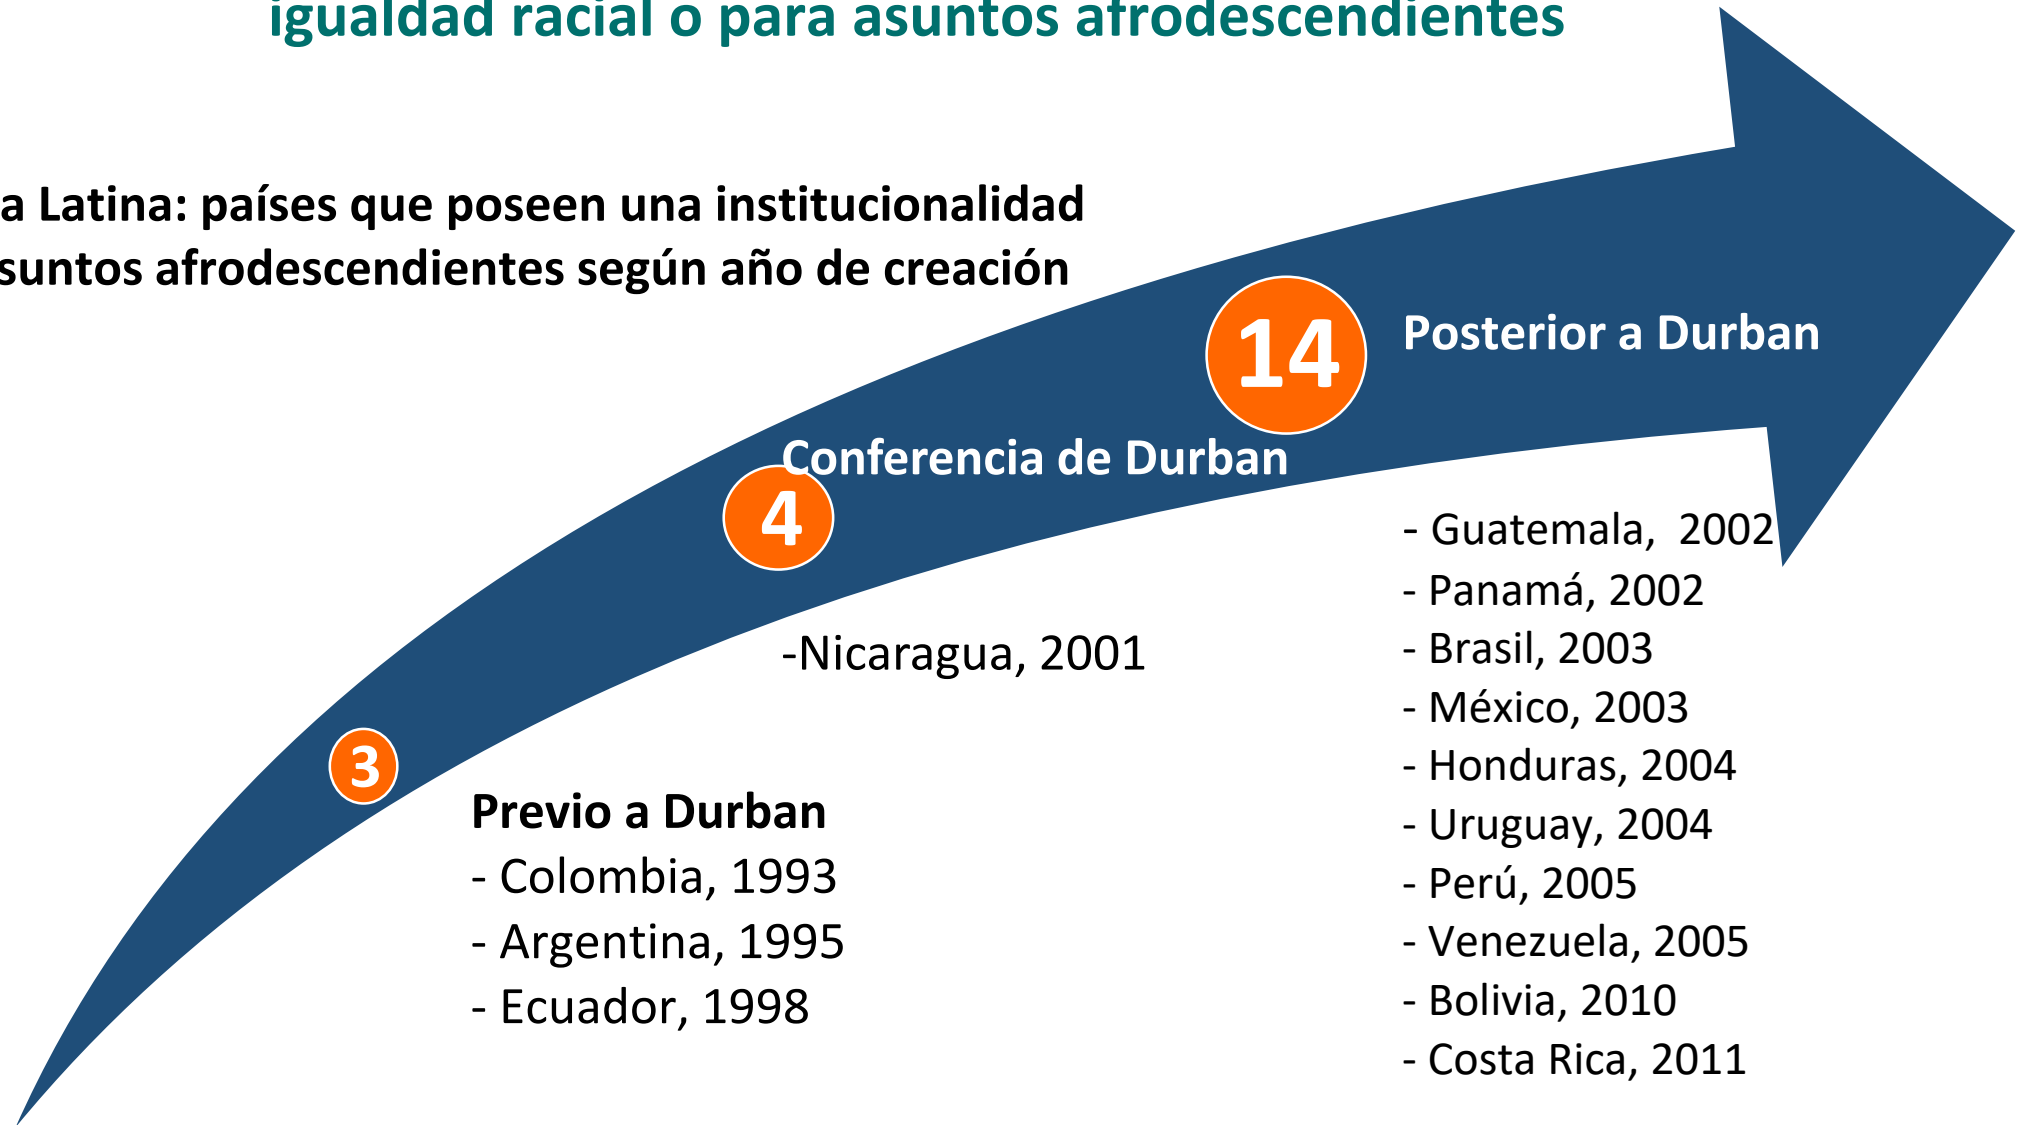 igualdad racial o para asuntos afrodescendientes
a Latina: países que poseen una institucionalidad
suntos afrodescendientes según año de creación
14
Posterior a Durban
Conferencia de Durban
4
- Guatemala, 2002
- Panamá, 2002
- Brasil, 2003
- México, 2003
- Honduras, 2004
- Uruguay, 2004
- Perú, 2005
- Venezuela, 2005
- Bolivia, 2010
- Costa Rica, 2011
-Nicaragua, 2001
3
Previo a Durban
- Colombia, 1993
- Argentina, 1995
- Ecuador, 1998